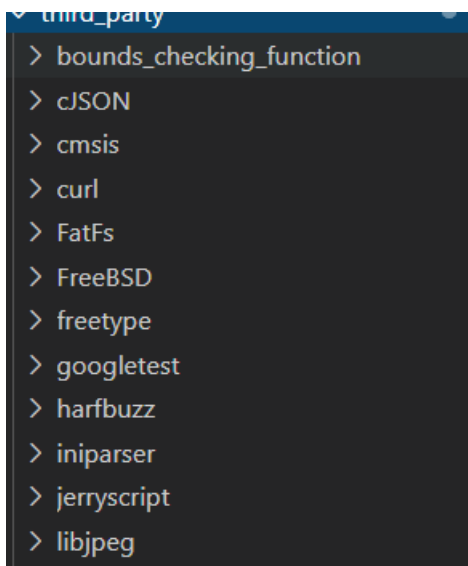 third_party
bounds_checking_function
cJSON
cmsis
curl
FatFs
FreeBSD
freetype
googletest
harfbuzz
iniparser
jerryscript
libjpeg